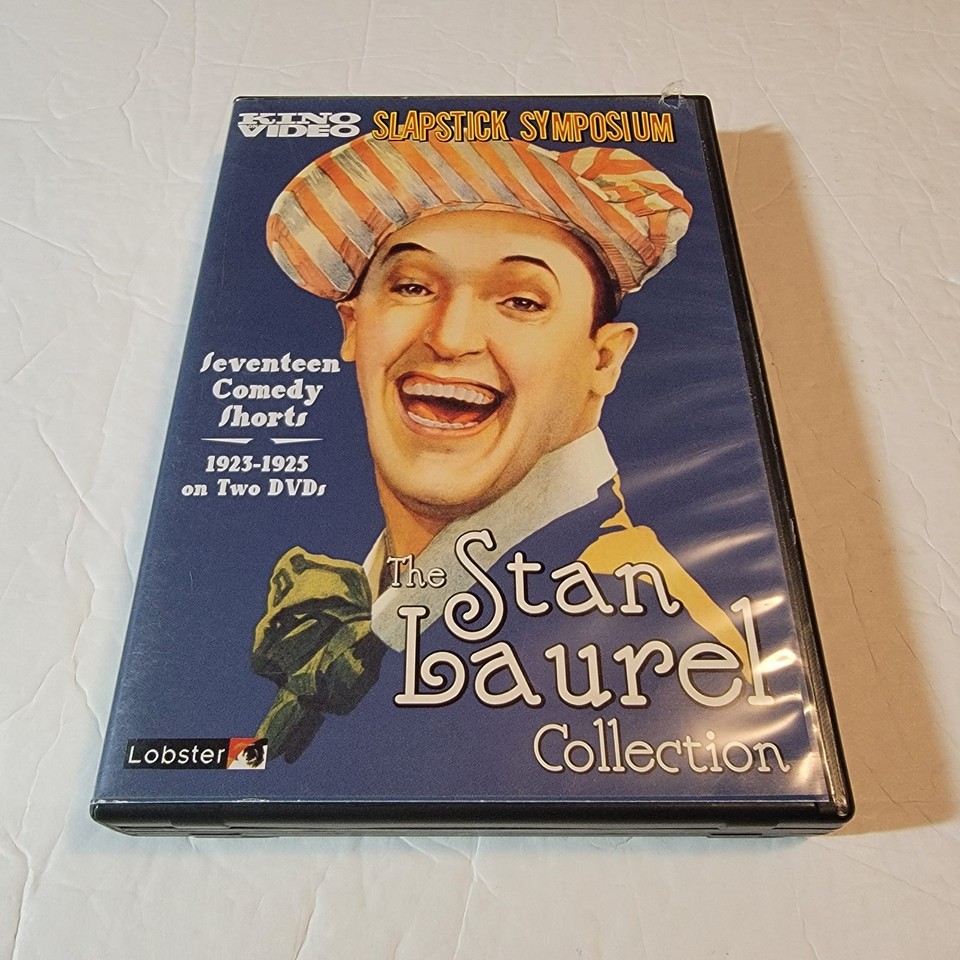 KINO VIDEO
SLAPSTICK SYMPOSIUM
Seventeen
Comedy
Shorts
1923-1925
on Two DVDs
The Stan
Laurel
Collection
Lobster